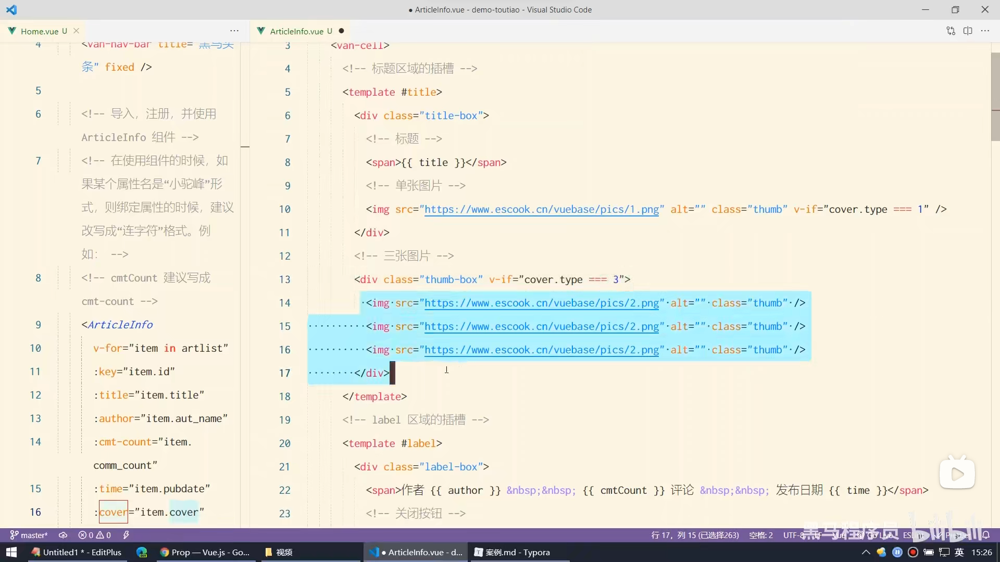 ● ArticleInfo.vue - demo-toutiao - Visual Studio Code
Home.vue U
ArticleInfo.vue U ●
4 <van-nav-bar title="黑马头
条" fixed />
5
6 <!-- 导入，注册，并使用
ArticleInfo 组件 -->
7 <!-- 在使用组件的时候，如
果某个属性名是“小驼峰”形
式，则绑定属性的时候，建议
改写成“连字符”格式。例
如： -->
8 <!-- cmtCount 建议写成
cmt-count -->
9 <ArticleInfo
10 v-for="item in artlist"
11 :key="item.id"
12 :title="item.title"
13 :author="item.aut_name"
14 :cmt-count="item.
comm_count"
15 :time="item.pubdate"
16 :cover="item.cover"
3 <van-cell>
4 <!-- 标题区域的插槽 -->
5 <template #title>
6 <div class="title-box">
7 <!-- 标题 -->
8 <span>{{ title }}</span>
9 <!-- 单张图片 -->
10 <img src="https://www.escook.cn/vuebase/pics/1.png" alt="" class="thumb" v-if="cover.type === 1" />
11 </div>
12 <!-- 三张图片 -->
13 <div class="thumb-box" v-if="cover.type === 3">
14 <img src="https://www.escook.cn/vuebase/pics/2.png" alt="" class="thumb" />
15 <img src="https://www.escook.cn/vuebase/pics/2.png" alt="" class="thumb" />
16 <img src="https://www.escook.cn/vuebase/pics/2.png" alt="" class="thumb" />
17 </div>
18 </template>
19 <!-- label 区域的插槽 -->
20 <template #label>
21 <div class="label-box">
22 <span>作者 {{ author }} &nbsp;&nbsp; {{ cmtCount }} 评论 &nbsp;&nbsp; 发布日期 {{ time }}</span>
23 <!-- 关闭按钮 -->
黑马程序员 bilibili
master* 0 0 行 17，列 15 (已选择263) 空格: 2 UTF-8 LF Vue Go Live ESLint Prettier
Untitled1 * - EditPlus Prop — Vue.js - Go... 视频 ● ArticleInfo.vue - d... 案例.md - Typora 英 15:26